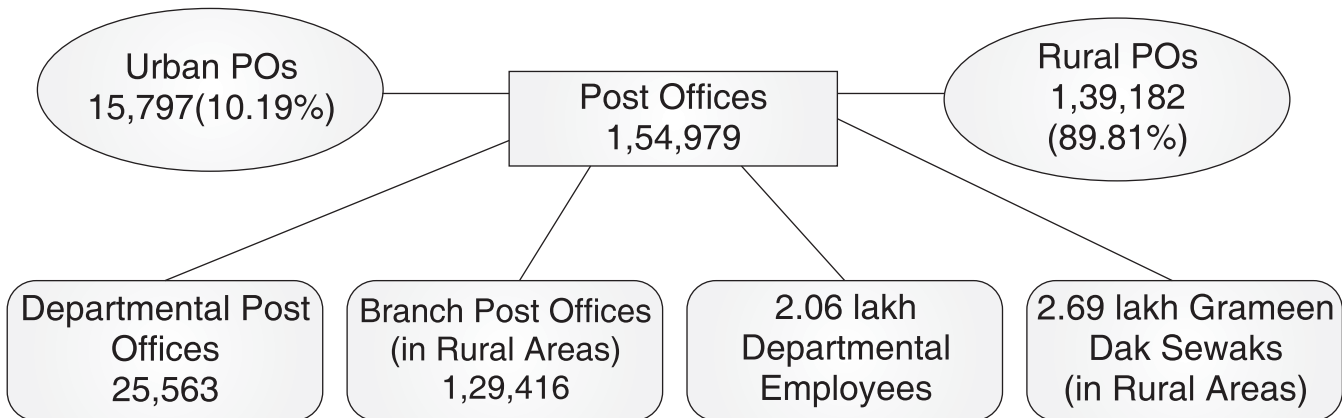 Urban POs
15,797(10.19%)
Post Offices
1,54,979
Rural POs
1,39,182
(89.81%)
Departmental Post
Offices
25,563
Branch Post Offices
(in Rural Areas)
1,29,416
2.06 lakh
Departmental
Employees
2.69 lakh Grameen
Dak Sewaks
(in Rural Areas)